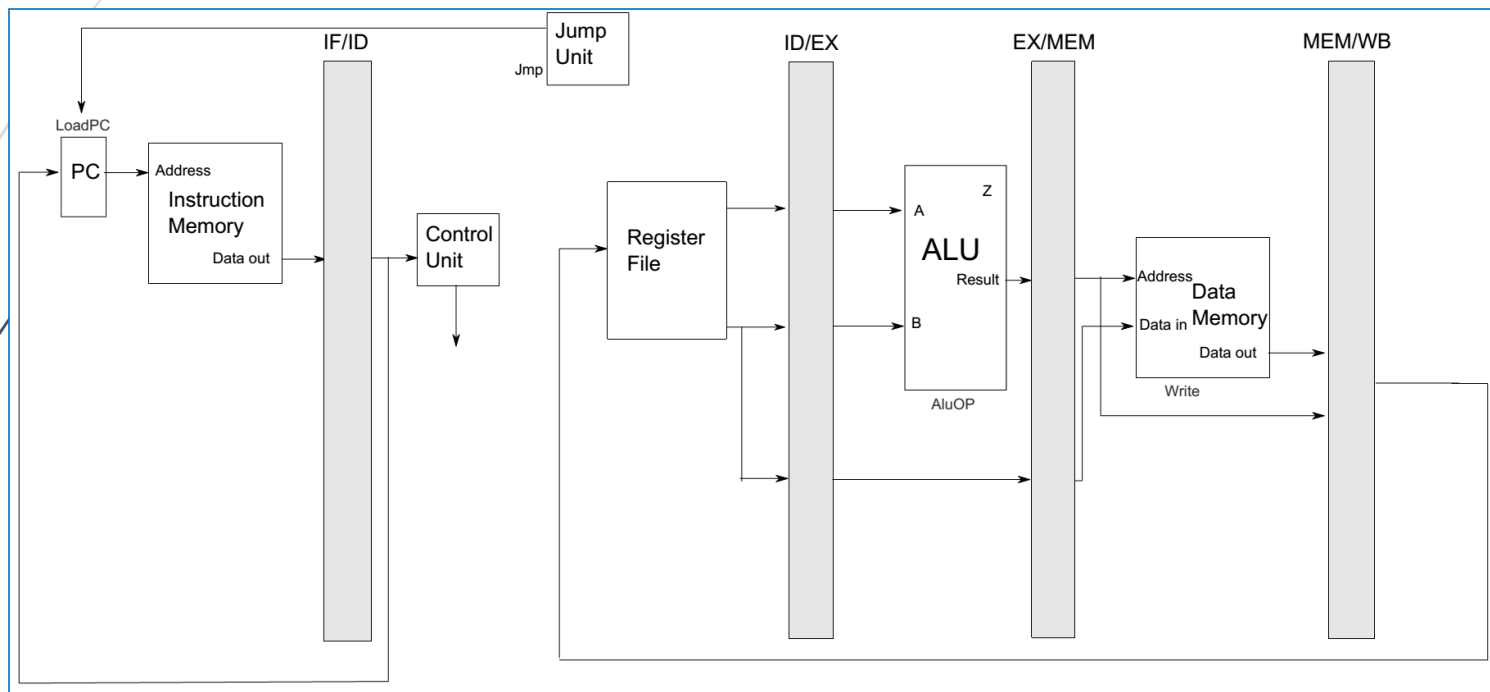 Jump
Unit
Jmp
IF/ID
ID/EX
EX/MEM
MEM/WB
LoadPC
PC
Address
Instruction
Memory
Data out
Control
Unit
Register
File
Z
A
ALU
Result
B
AluOP
Address
Data
Memory
Data in
Data out
Write